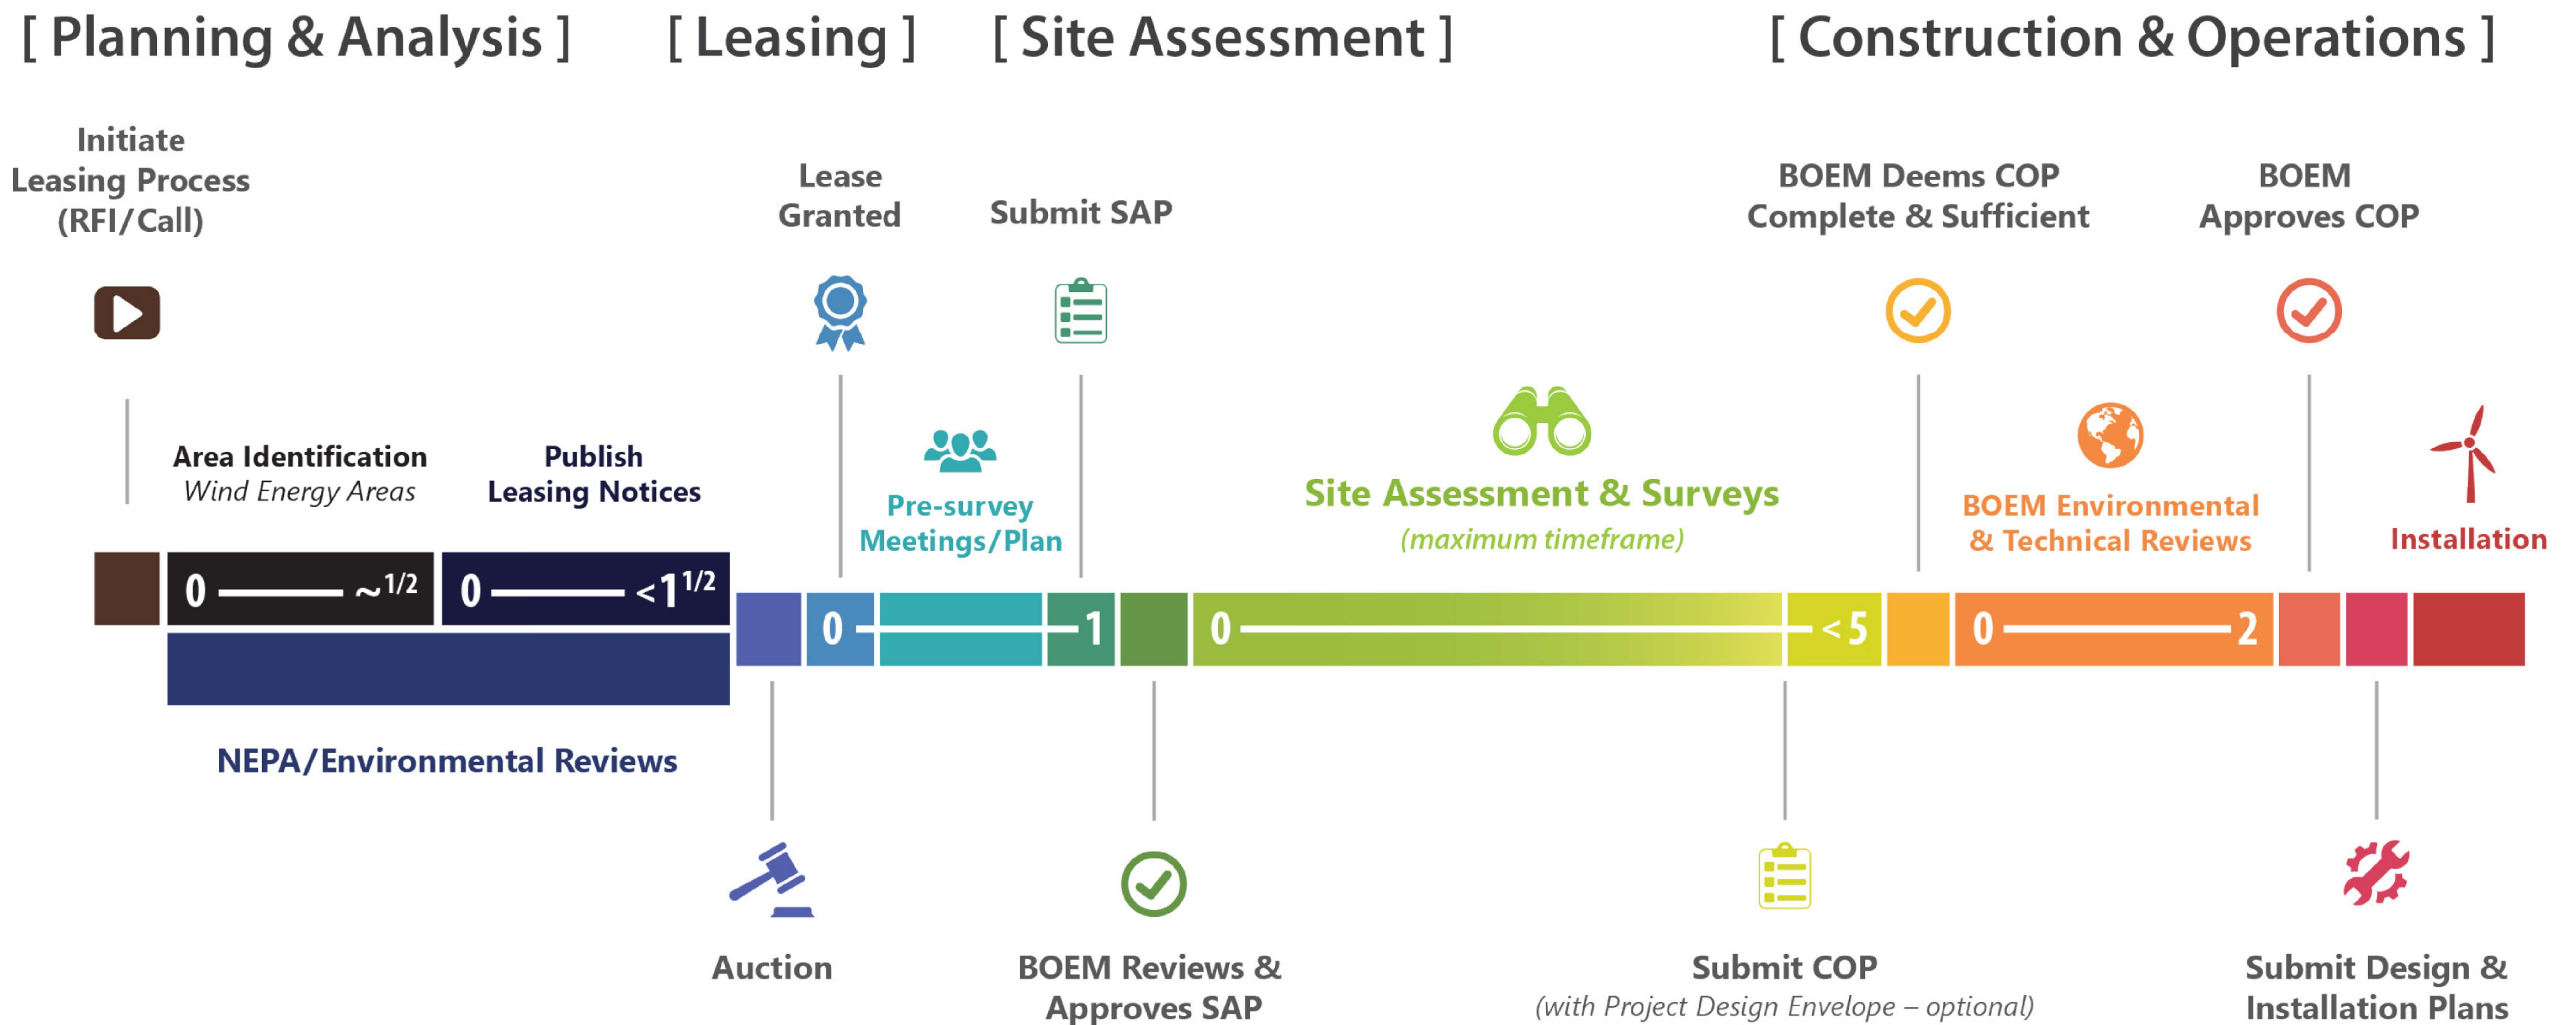 [ Planning & Analysis ]
[ Leasing ]
[ Site Assessment ]
[ Construction & Operations ]
Initiate
Leasing Process
(RFI/Call)
Lease
Granted
Submit SAP
BOEM Deems COP
Complete & Sufficient
BOEM
Approves COP
Area Identification
Wind Energy Areas
Publish
Leasing Notices
Pre-survey
Meetings/Plan
Site Assessment & Surveys
(maximum timeframe)
BOEM Environmental
& Technical Reviews
Installation
0 ~1/2
0 <1 1/2
0 1
0 <5
0 2
NEPA/Environmental Reviews
Auction
BOEM Reviews &
Approves SAP
Submit COP
(with Project Design Envelope – optional)
Submit Design &
Installation Plans